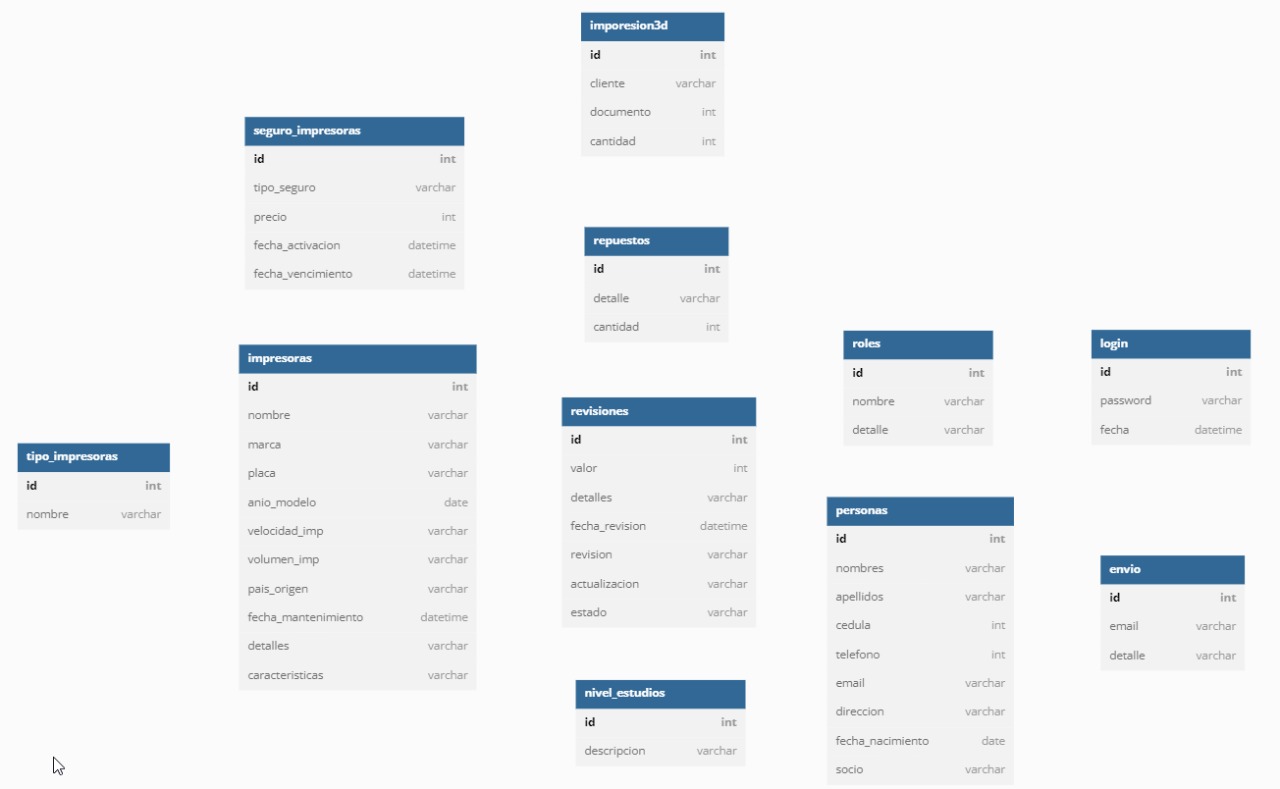 imporesion3d
id int
cliente varchar
documento int
cantidad int
seguro_impresoras
id int
tipo_seguro varchar
precio int
fecha_activacion datetime
fecha_vencimiento datetime
repuestos
id int
detalle varchar
cantidad int
impresoras
id int
nombre varchar
marca varchar
placa varchar
anio_modelo date
velocidad_imp varchar
volumen_imp varchar
pais_origen varchar
fecha_mantenimiento datetime
detalles varchar
caracteristicas varchar
tipo_impresoras
id int
nombre varchar
revisiones
id int
valor int
detalles varchar
fecha_revision datetime
revision varchar
actualizacion varchar
estado varchar
nivel_estudios
id int
descripcion varchar
roles
id int
nombre varchar
detalle varchar
login
id int
password varchar
fecha datetime
personas
id int
nombres varchar
apellidos varchar
cedula int
telefono int
email varchar
direccion varchar
fecha_nacimiento date
socio varchar
envio
id int
email varchar
detalle varchar